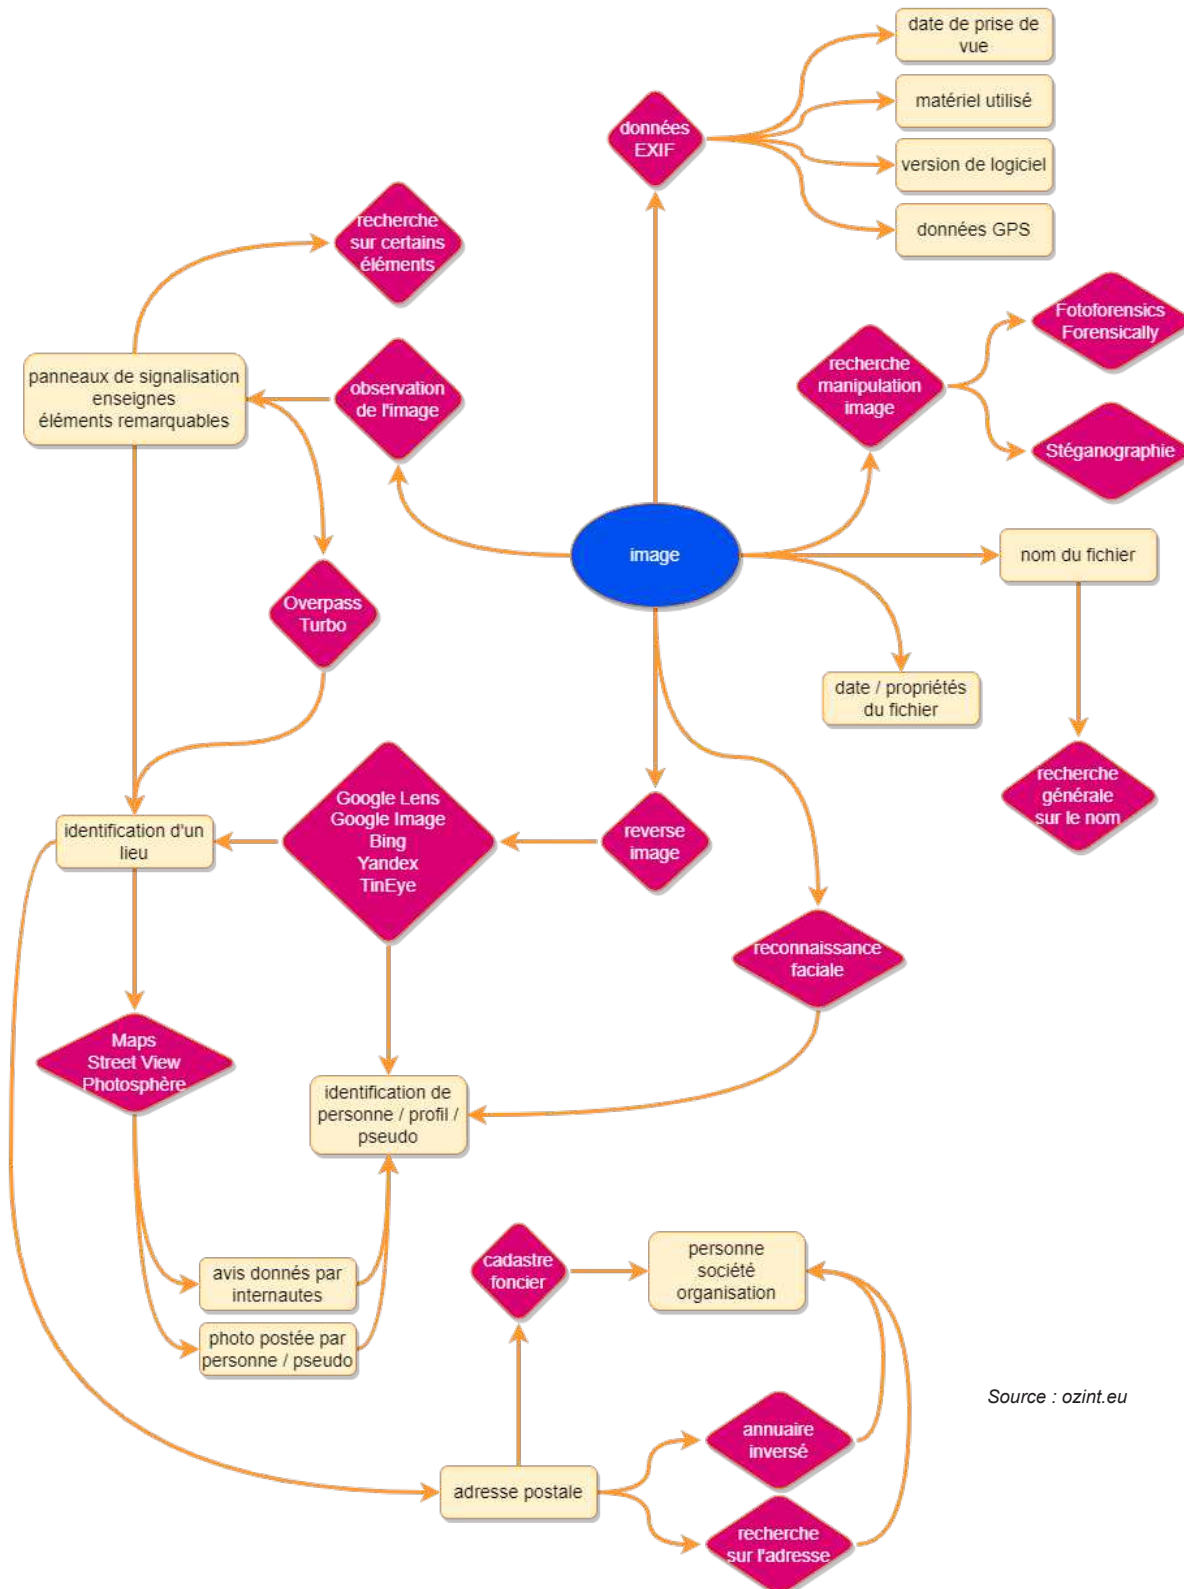 date de prise de
vue
matériel utilisé
version de logiciel
données GPS
données
EXIF
recherche
sur certains
éléments
Fotoforensics
Forensically
recherche
manipulation
image
Stéganographie
panneaux de signalisation
enseignes
éléments remarquables
observation
de l'image
image
nom du fichier
Overpass
Turbo
date / propriétés
du fichier
recherche
générale
sur le nom
Google Lens
Google Image
Bing
Yandex
TinEye
reverse
image
identification d'un
lieu
reconnaissance
faciale
Maps
Street View
Photosphère
identification de
personne / profil /
pseudo
avis donnés par
internautes
photo postée par
personne / pseudo
cadastre
foncier
personne
société
organisation
Source : ozint.eu
annuaire
inversé
adresse postale
recherche
sur l'adresse